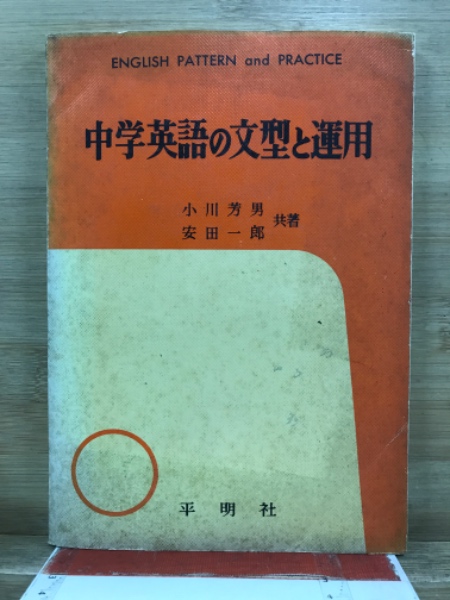 ENGLISH PATTERN and PRACTICE
中学英語の文型と運用
小川芳男
安田一郎
共著
平明社